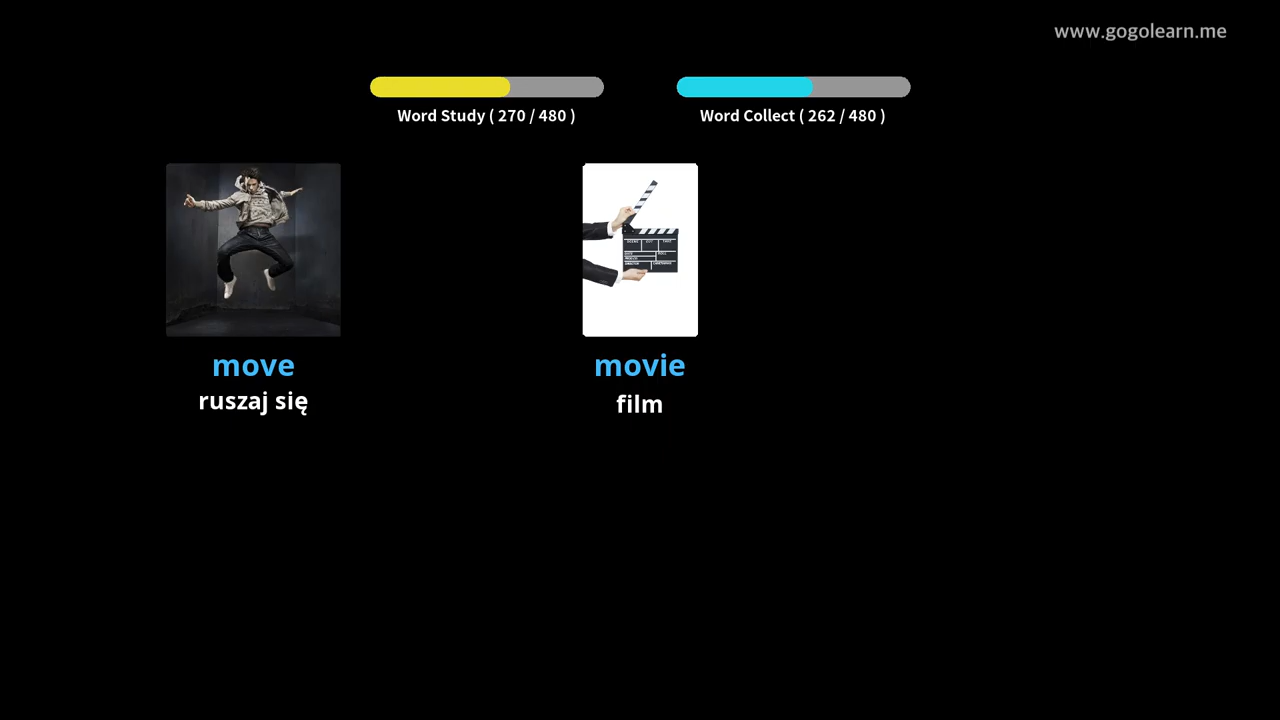 www.gogolearn.me
Word Study ( 270 / 480 )
Word Collect ( 262 / 480 )
move
ruszaj się
movie
film